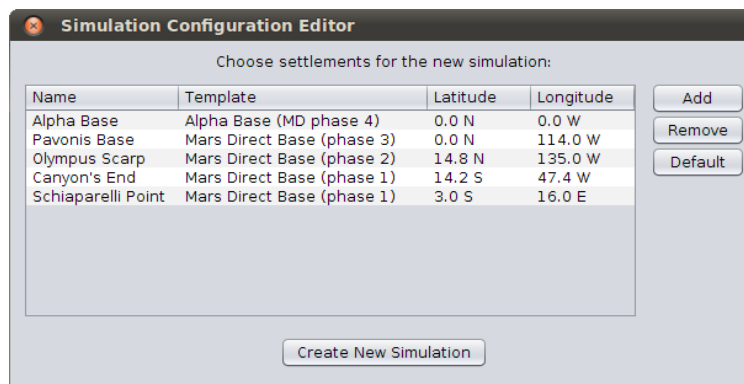 Simulation Configuration Editor
Choose settlements for the new simulation:
Name Template Latitude Longitude
Alpha Base Alpha Base (MD phase 4) 0.0 N 0.0 W
Pavonis Base Mars Direct Base (phase 3) 0.0 N 114.0 W
Olympus Scarp Mars Direct Base (phase 2) 14.8 N 135.0 W
Canyon's End Mars Direct Base (phase 1) 14.2 S 47.4 W
Schiaparelli Point Mars Direct Base (phase 1) 3.0 S 16.0 E
Add
Remove
Default
Create New Simulation